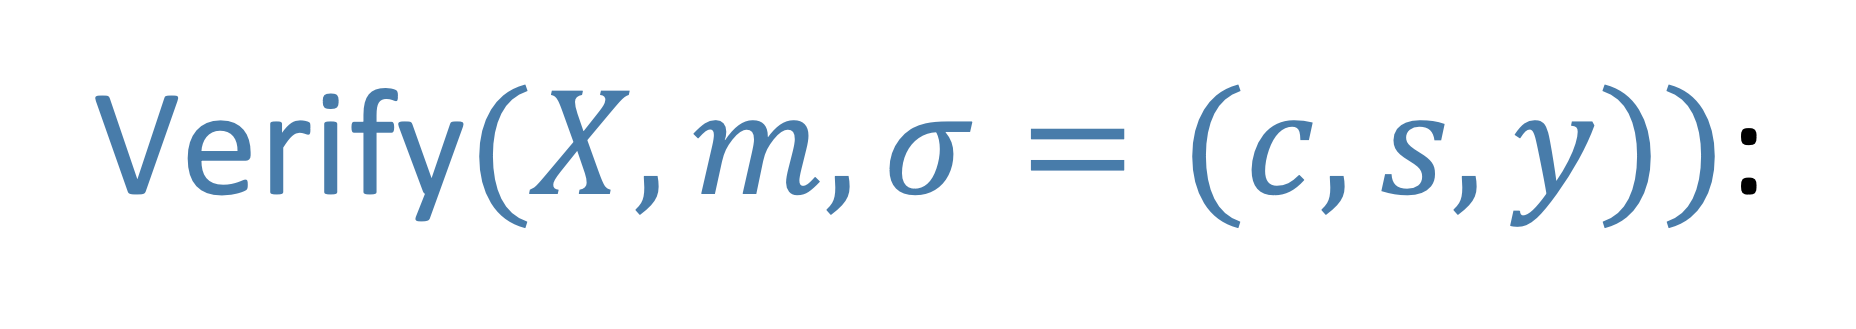 Verify(X, m, σ = (c, s, y)):